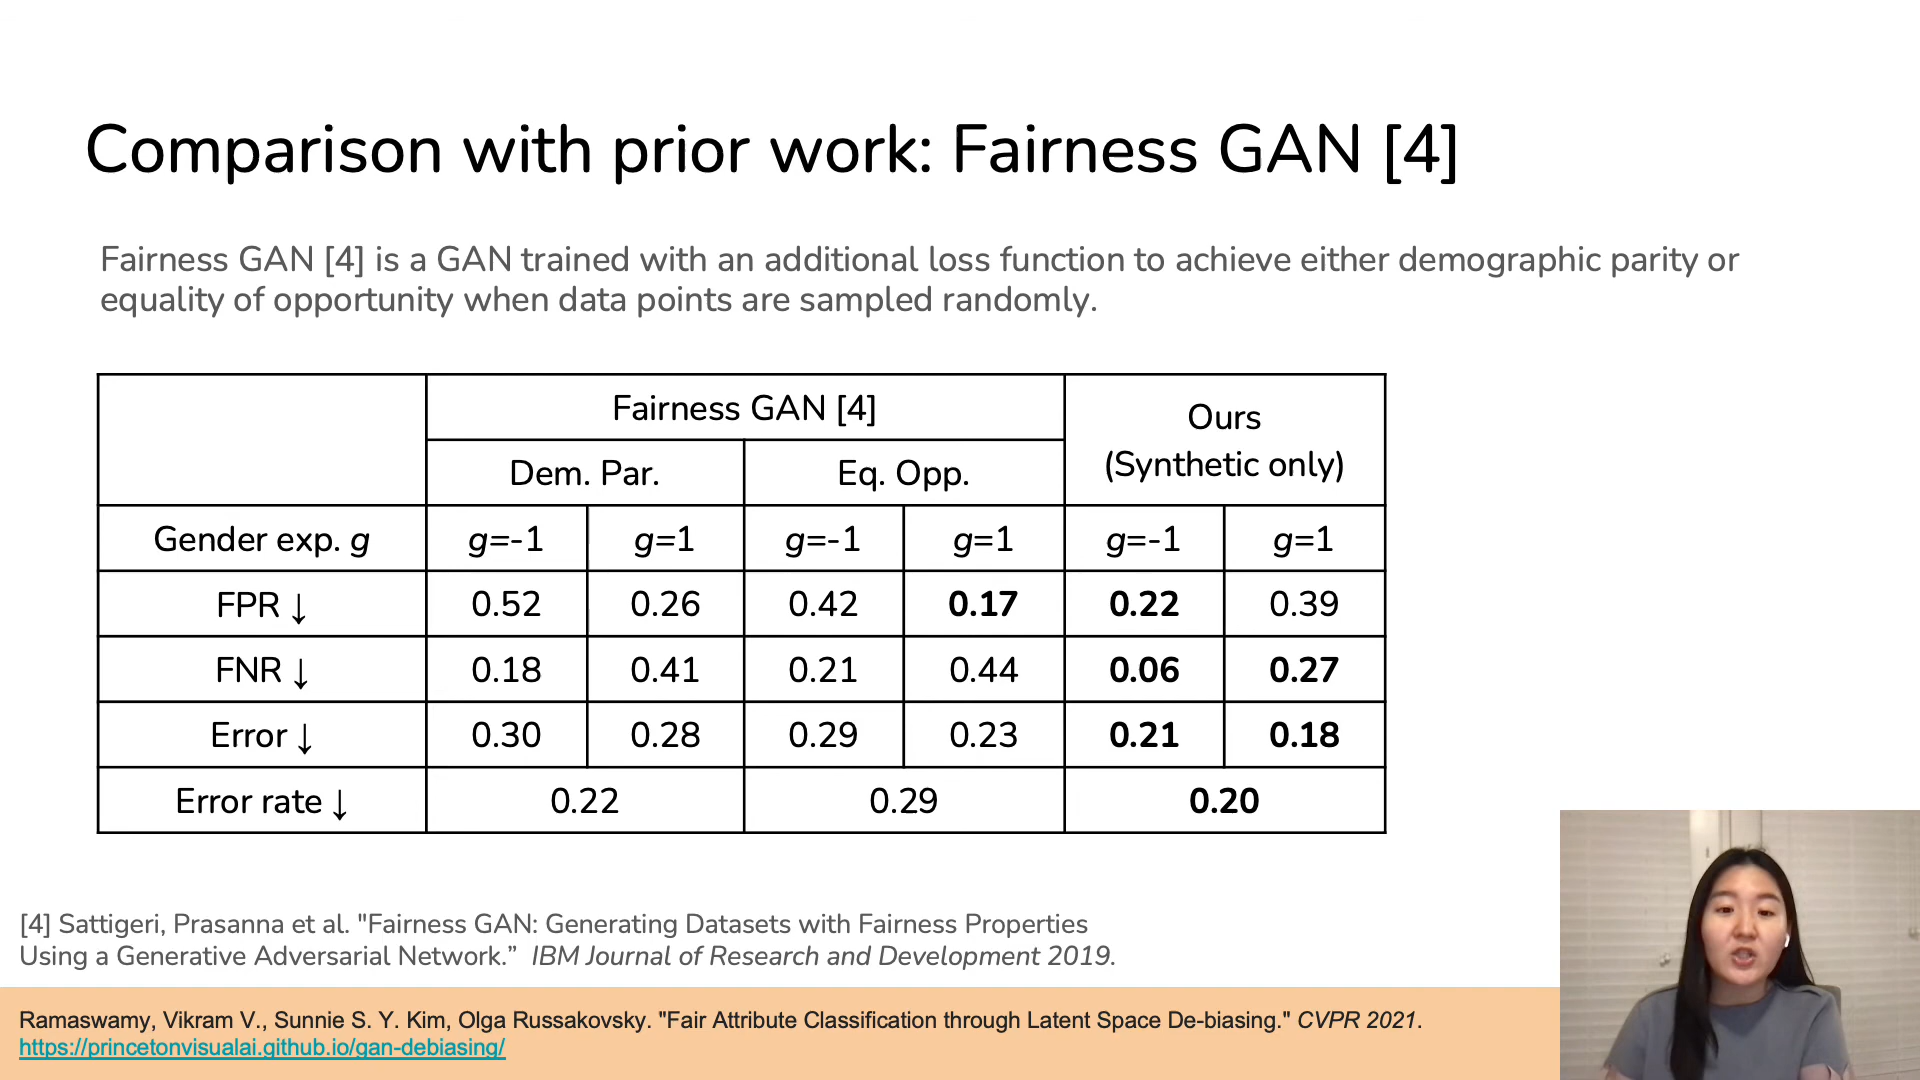 Comparison with prior work: Fairness GAN [4]
Fairness GAN [4] is a GAN trained with an additional loss function to achieve either demographic parity or
equality of opportunity when data points are sampled randomly.
Fairness GAN [4]
Ours
(Synthetic only)
Dem. Par. Eq. Opp.
Gender exp. g g=-1 g=1 g=-1 g=1 g=-1 g=1
FPR ↓ 0.52 0.26 0.42 0.17 0.22 0.39
FNR ↓ 0.18 0.41 0.21 0.44 0.06 0.27
Error ↓ 0.30 0.28 0.29 0.23 0.21 0.18
Error rate ↓ 0.22 0.29 0.20
[4] Sattigeri, Prasanna et al. "Fairness GAN: Generating Datasets with Fairness Properties
Using a Generative Adversarial Network.” IBM Journal of Research and Development 2019.
Ramaswamy, Vikram V., Sunnie S. Y. Kim, Olga Russakovsky. "Fair Attribute Classification through Latent Space De-biasing." CVPR 2021.
https://princetonvisualai.github.io/gan-debiasing/